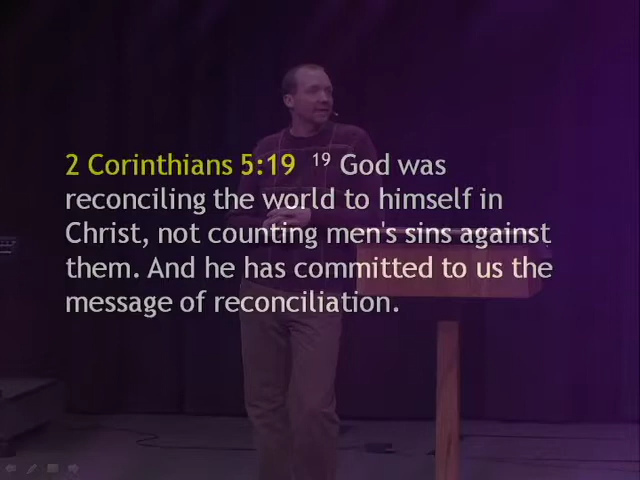 2 Corinthians 5:19 19 God was
reconciling the world to himself in
Christ, not counting men's sins against
them. And he has committed to us the
message of reconciliation.